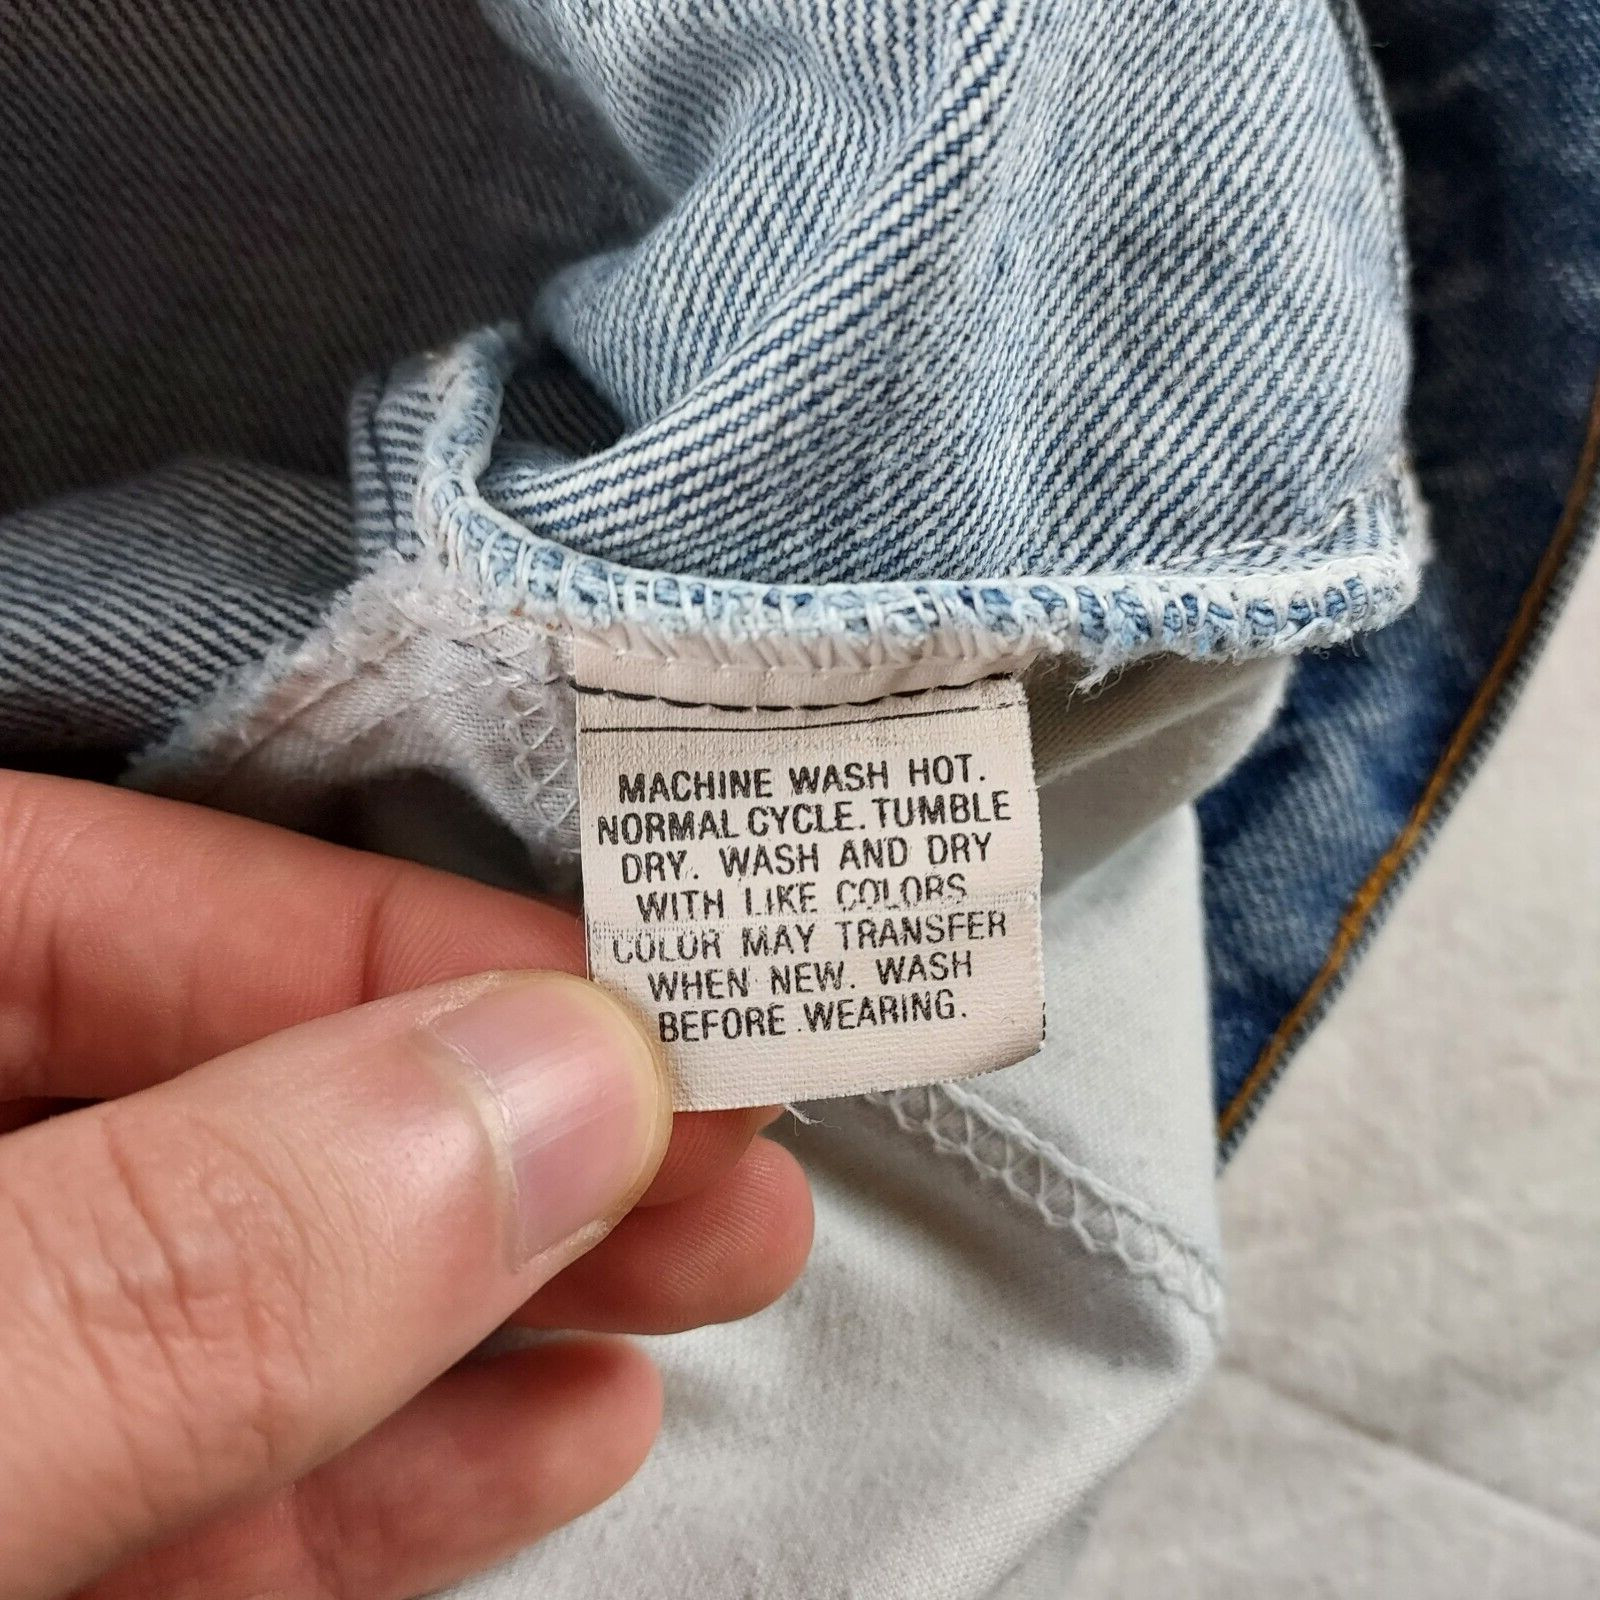 MACHINE WASH HOT.
NORMAL CYCLE. TUMBLE
DRY. WASH AND DRY
WITH LIKE COLORS
COLOR MAY TRANSFER
WHEN NEW. WASH
BEFORE WEARING.